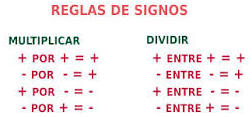 REGLAS DE SIGNOS
MULTIPLICAR
+ POR + = +
- POR - = +
+ POR - = -
- POR + = -
DIVIDIR
+ ENTRE + = +
- ENTRE - = +
+ ENTRE - = -
- ENTRE + = -